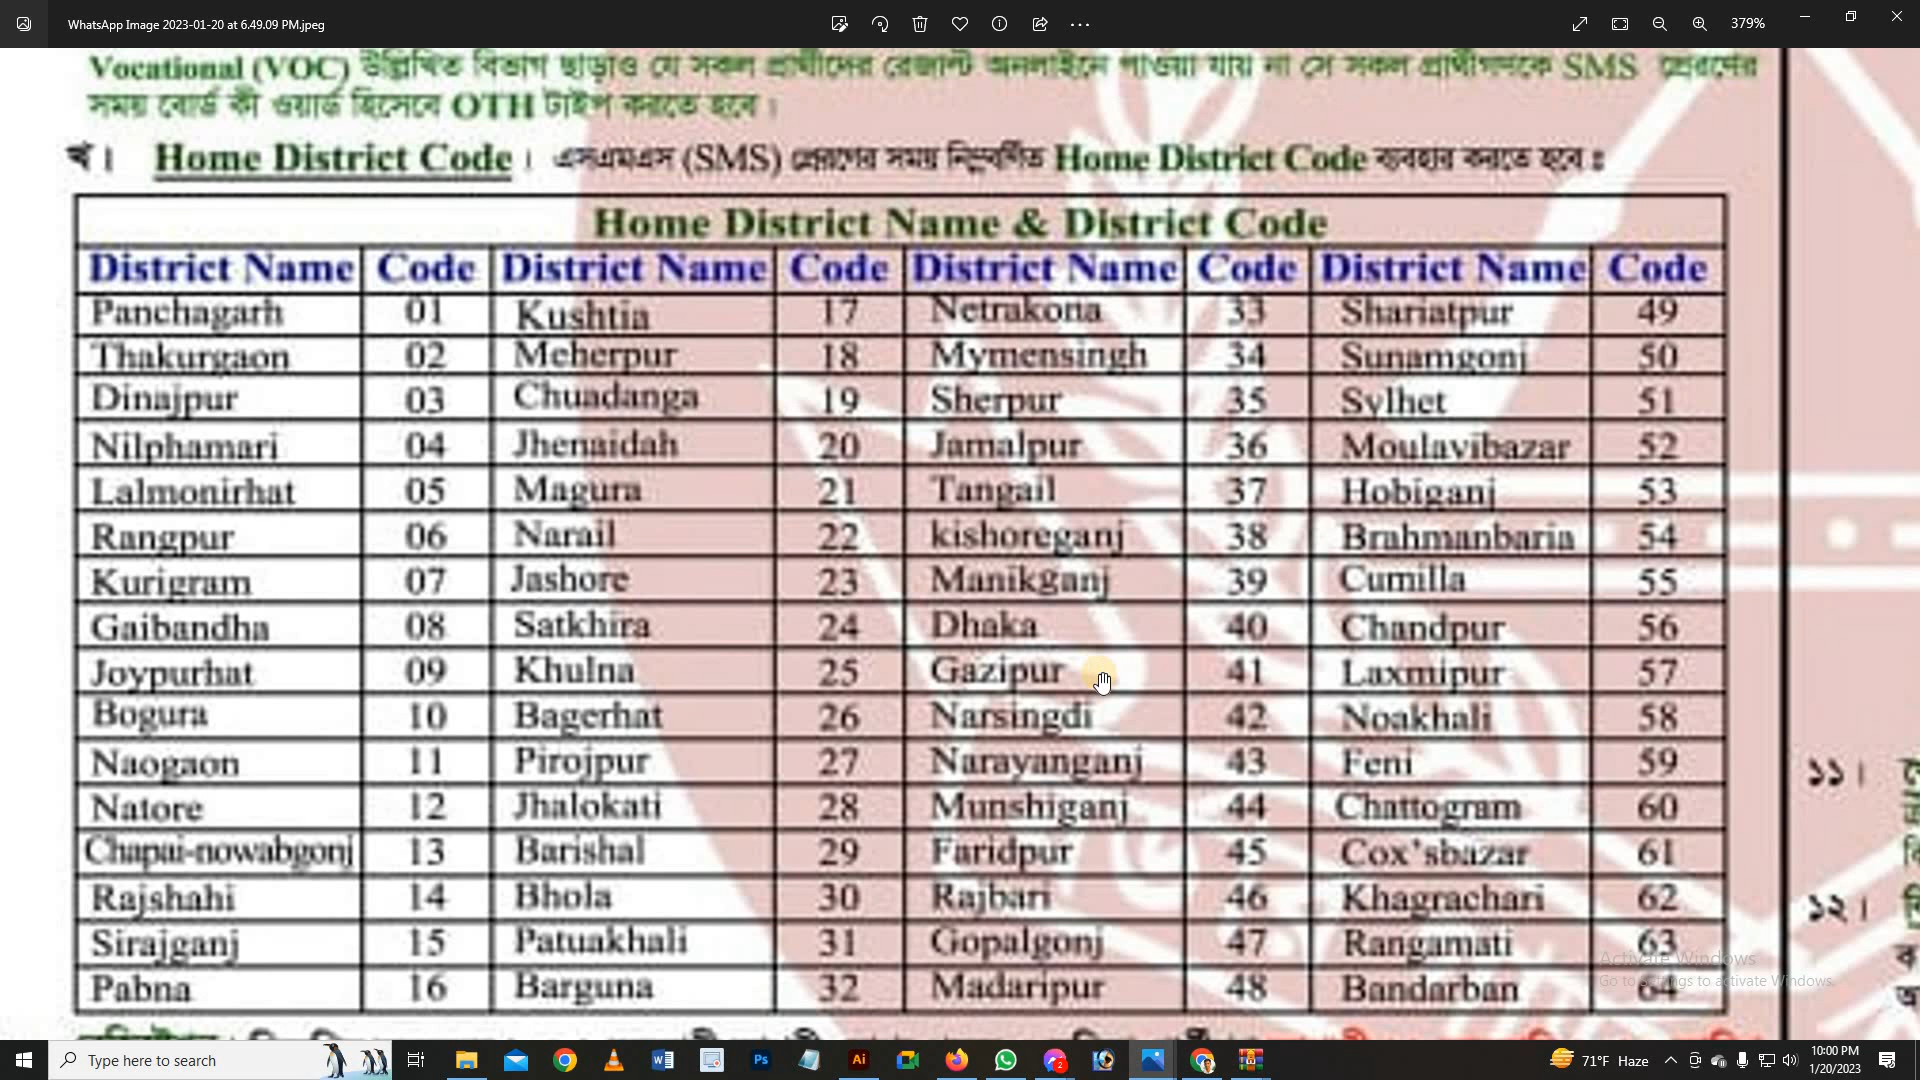 WhatsApp Image 2023-01-20 at 6.49.09 PM.jpeg
379%
Vocational (VOC) উল্লিখিত বিভাগ ছাড়াও যে সকল প্রার্থীদের রেজাল্ট অনলাইনে পাওয়া যায় না সে সকল প্রার্থীগণকে SMS প্রেরণের
সময় বোর্ড কী ওয়ার্ড হিসেবে OTH টাইপ করতে হবে।
খ। Home District Code। এসএমএস (SMS) প্রেরণের সময় নিম্নবর্ণিত Home District Code ব্যবহার করতে হবে ঃ
Home District Name & District Code
District Name Code District Name Code District Name Code District Name Code
Panchagarh 01 Kushtia 17 Netrakona 33 Shariatpur 49
Thakurgaon 02 Meherpur 18 Mymensingh 34 Sunamgonj 50
Dinajpur 03 Chuadanga 19 Sherpur 35 Sylhet 51
Nilphamari 04 Jhenaidah 20 Jamalpur 36 Moulavibazar 52
Lalmonirhat 05 Magura 21 Tangail 37 Hobiganj 53
Rangpur 06 Narail 22 kishoreganj 38 Brahmanbaria 54
Kurigram 07 Jashore 23 Manikganj 39 Cumilla 55
Gaibandha 08 Satkhira 24 Dhaka 40 Chandpur 56
Joypurhat 09 Khulna 25 Gazipur 41 Laxmipur 57
Bogura 10 Bagerhat 26 Narsingdi 42 Noakhali 58
Naogaon 11 Pirojpur 27 Narayanganj 43 Feni 59
Natore 12 Jhalokati 28 Munshiganj 44 Chattogram 60
Chapai-nowabgonj 13 Barishal 29 Faridpur 45 Cox'sbazar 61
Rajshahi 14 Bhola 30 Rajbari 46 Khagrachari 62
Sirajganj 15 Patuakhali 31 Gopalgonj 47 Rangamati 63
Pabna 16 Barguna 32 Madaripur 48 Bandarban 64
১১।
১২।
Activate Windows
Go to Settings to activate Windows.
Type here to search
71°F Haze
10:00 PM
1/20/2023